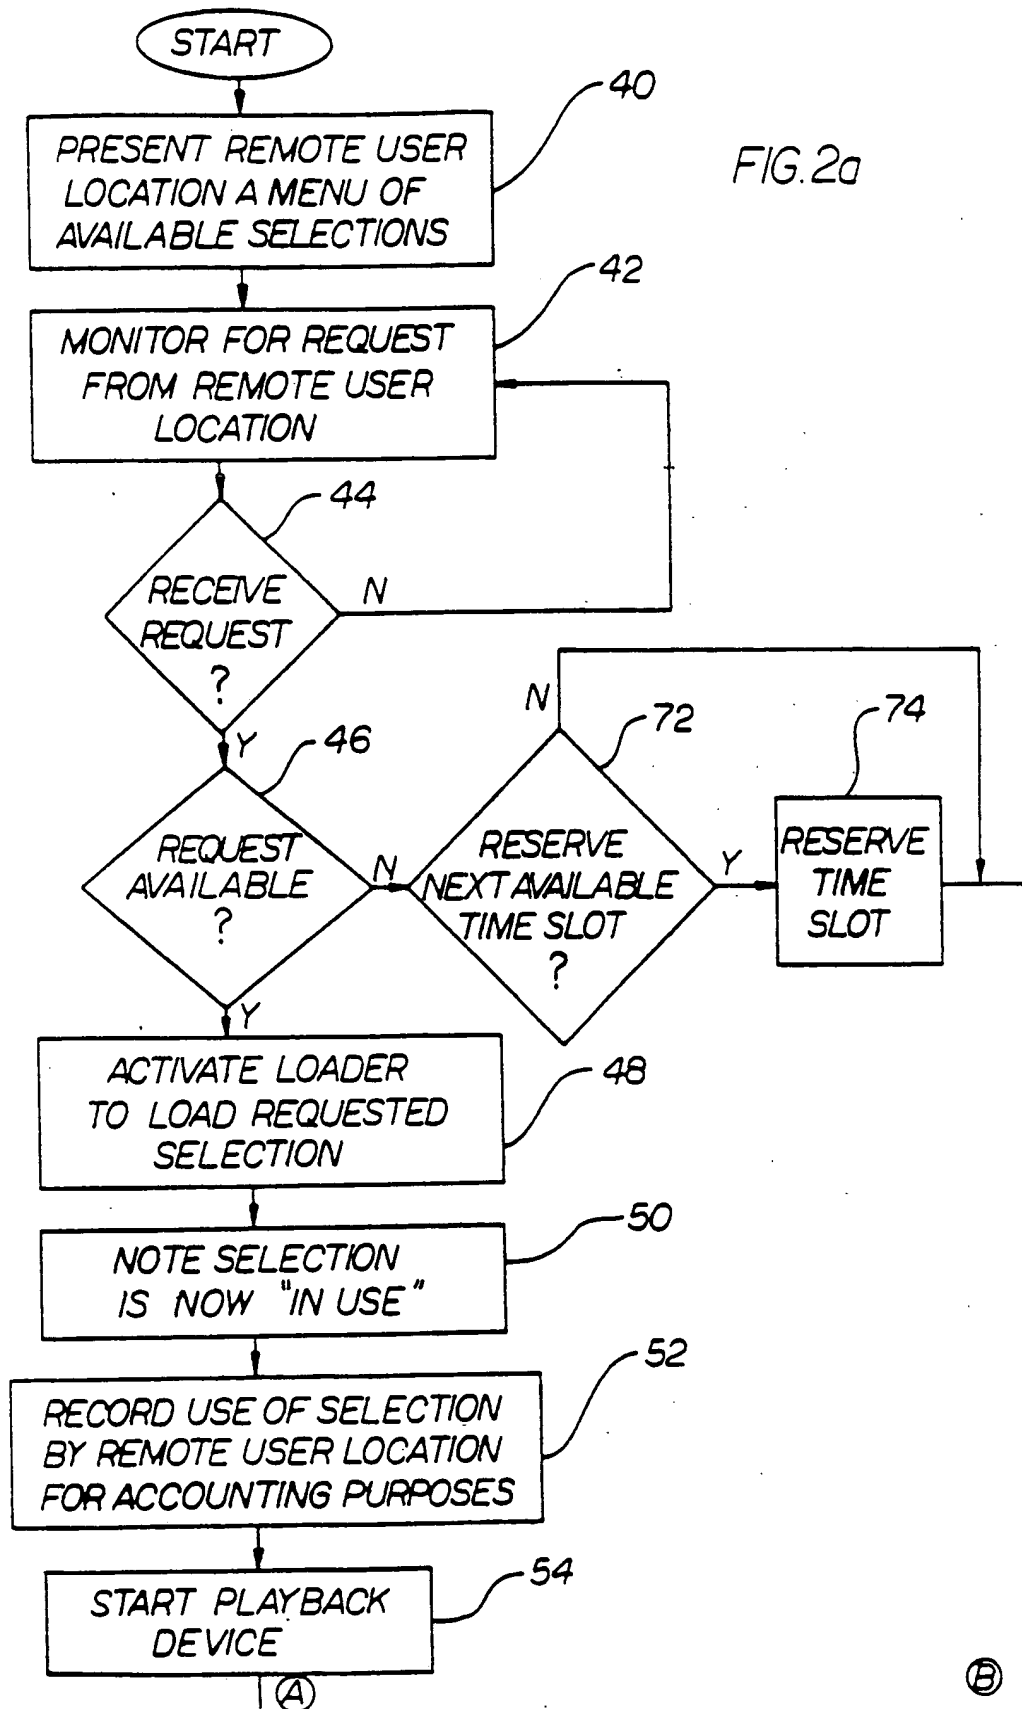 START
40
PRESENT REMOTE USER
LOCATION A MENU OF
AVAILABLE SELECTIONS
FIG. 2a
42
MONITOR FOR REQUEST
FROM REMOTE USER
LOCATION
44
RECEIVE
REQUEST
?
N
Y
46
REQUEST
AVAILABLE
?
N
Y
72
RESERVE
NEXT AVAILABLE
TIME SLOT
?
N
Y
74
RESERVE
TIME
SLOT
48
ACTIVATE LOADER
TO LOAD REQUESTED
SELECTION
50
NOTE SELECTION
IS NOW "IN USE"
52
RECORD USE OF SELECTION
BY REMOTE USER LOCATION
FOR ACCOUNTING PURPOSES
54
START PLAYBACK
DEVICE
A
B